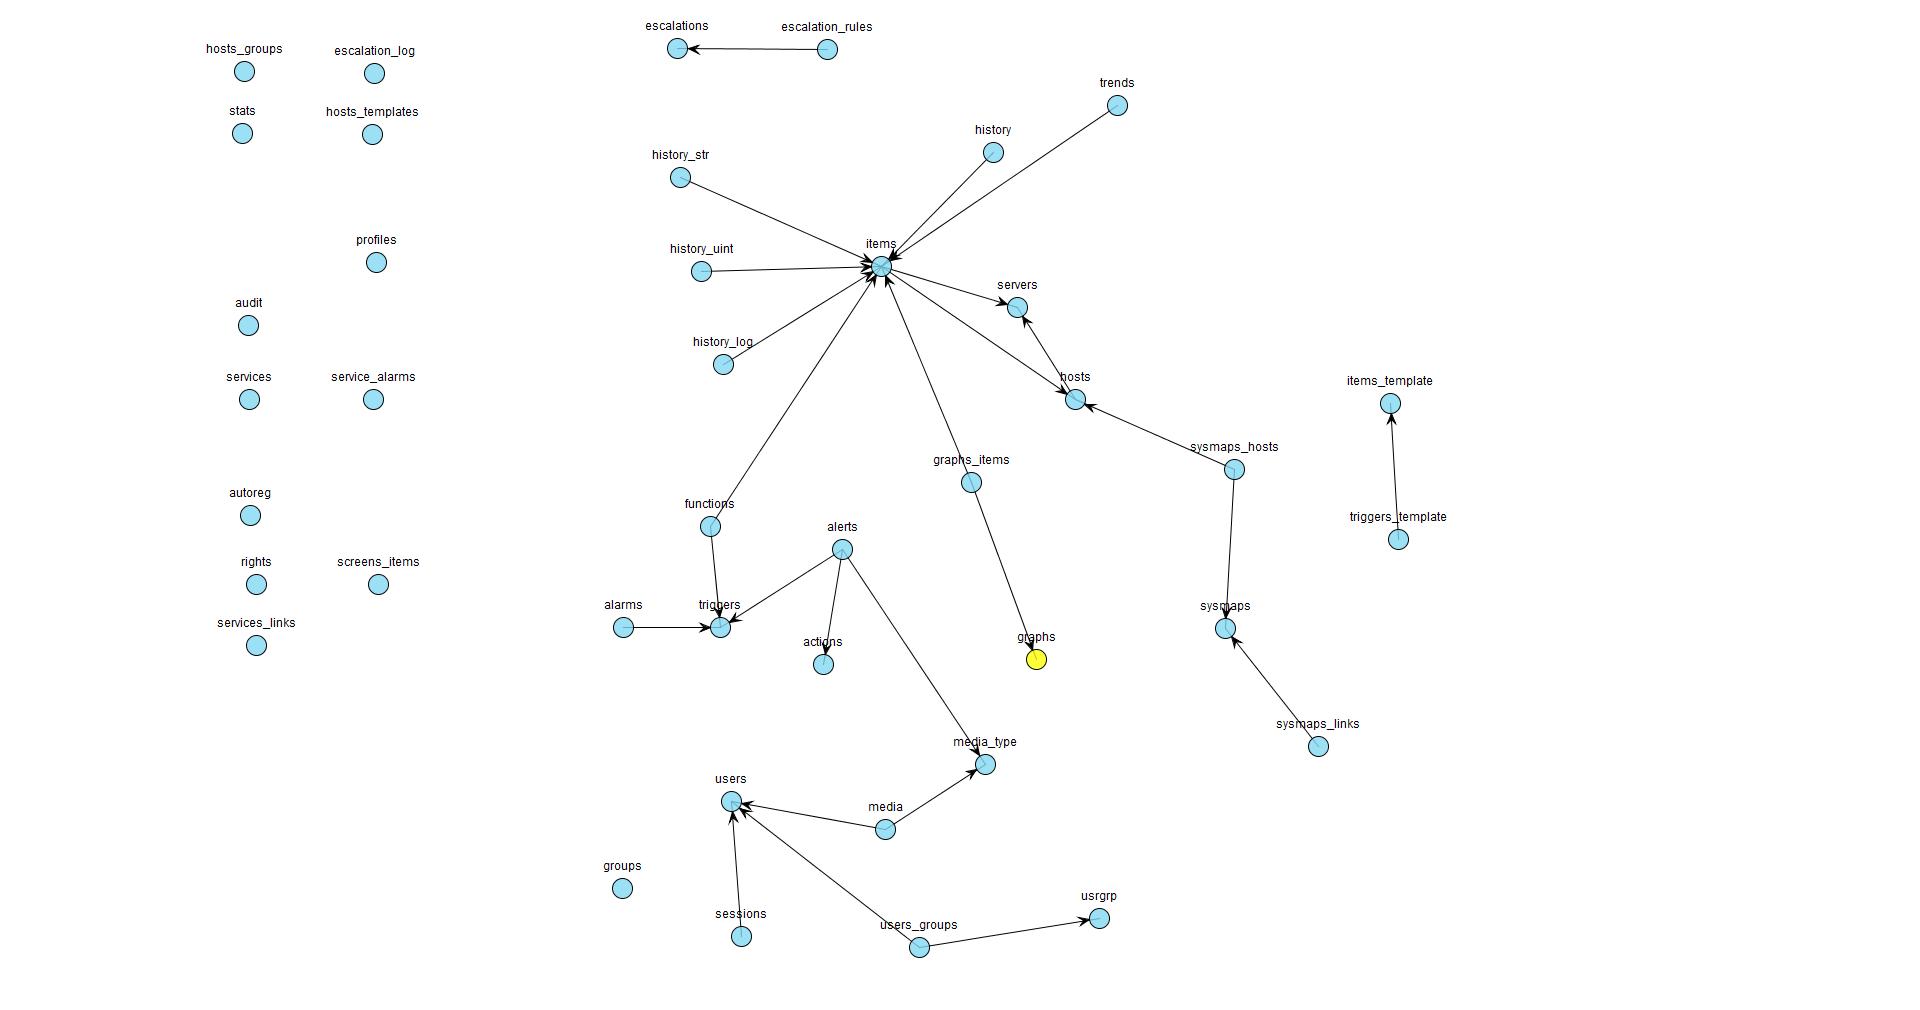 escalations
escalation_rules
hosts_groups
escalation_log
trends
stats
hosts_templates
history
history_str
profiles
items
history_uint
servers
audit
history_log
services
service_alarms
hosts
items_template
sysmaps_hosts
graphs_items
autoreg
functions
triggers_template
alerts
rights
screens_items
alarms
triggers
sysmaps
services_links
actions
graphs
sysmaps_links
media_type
users
media
groups
usrgrp
sessions
users_groups